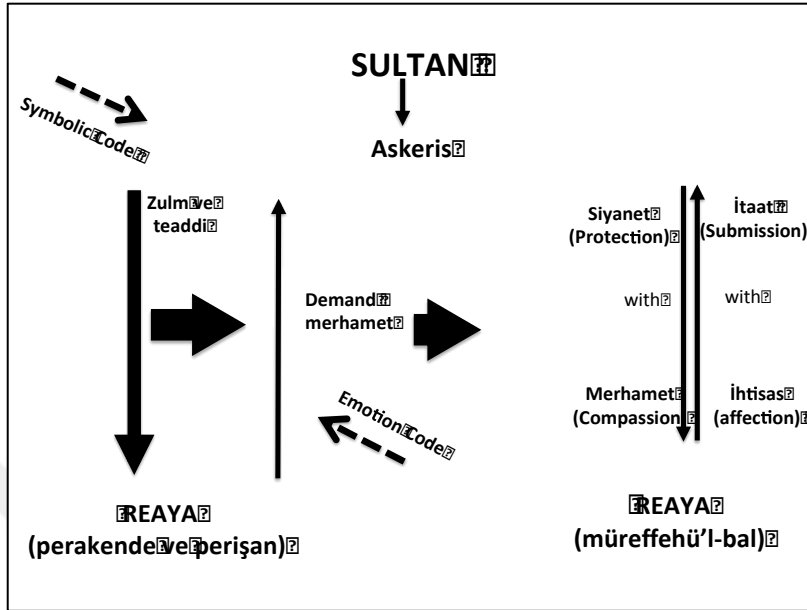 SULTAN
Symbolic Code
Askeris
Zulm ve
teaddi
Siyanet
(Protection)
İtaat
(Submission)
Demand
merhamet
with
with
Emotion Code
Merhamet
(Compassion
İhtisas
(affection)
REAYA
(perakende ve perişan)
REAYA
(müreffehü’l-bal)